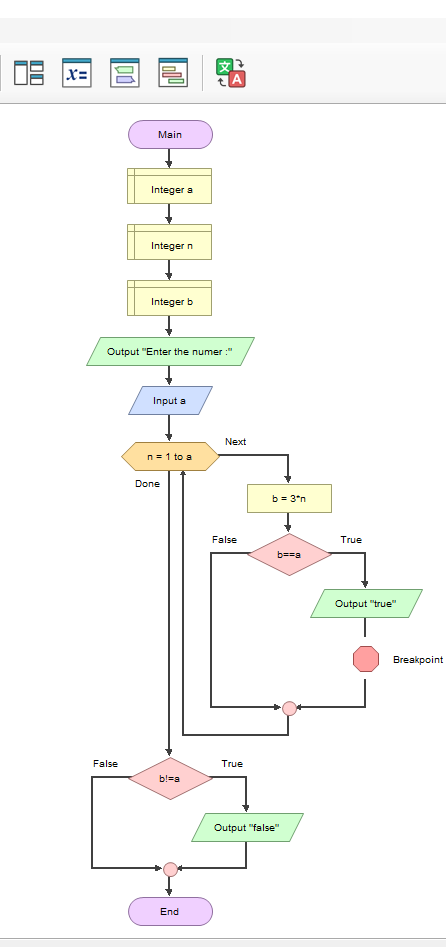 x=
文
A
Main
Integer a
Integer n
Integer b
Output "Enter the numer :"
Input a
n = 1 to a
Next
Done
b = 3*n
False
True
b==a
Output "true"
Breakpoint
False
True
b!=a
Output "false"
End